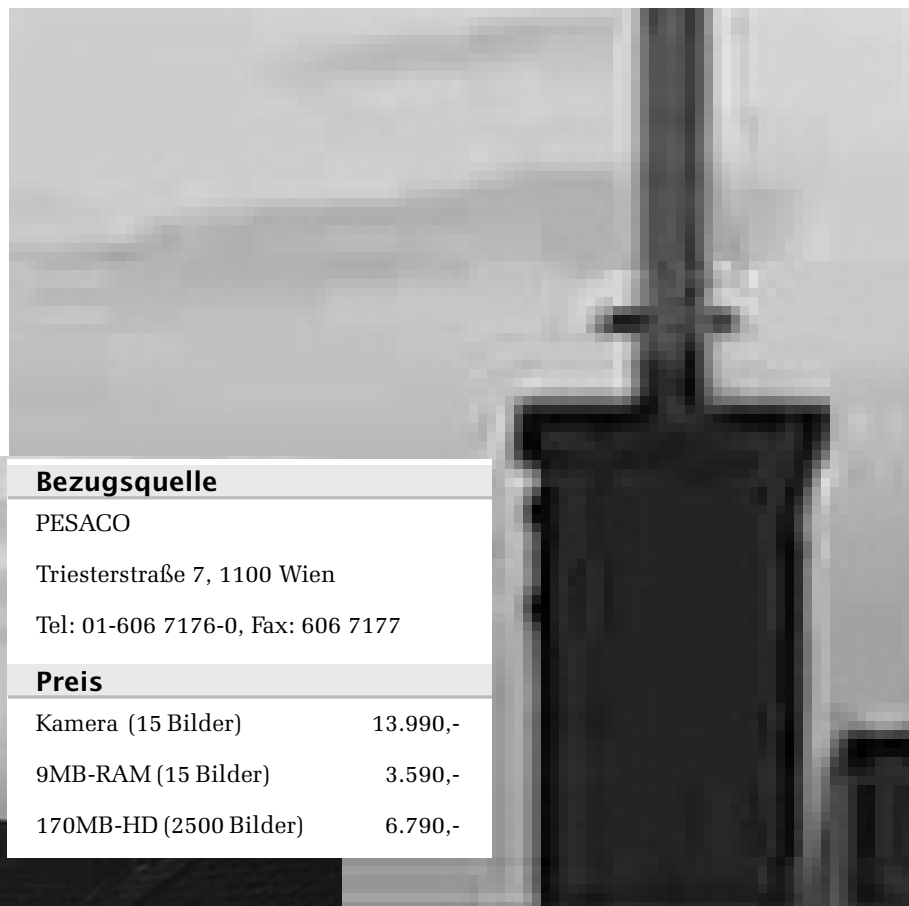 Bezugsquelle
PESACO
Triesterstraße 7, 1100 Wien
Tel: 01-606 7176-0, Fax: 606 7177
Preis
Kamera (15 Bilder) 13.990,-
9MB-RAM (15 Bilder) 3.590,-
170MB-HD (2500 Bilder) 6.790,-